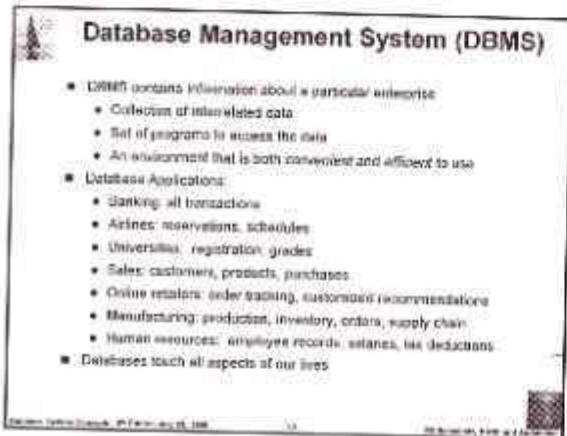 Database Management System (DBMS)
DBMS contains information about a particular enterprise
Collection of interrelated data
Set of programs to access the data
An environment that is both convenient and efficient to use
Database Applications:
Banking: all transactions
Airlines: reservations, schedules
Universities: registration, grades
Sales: customers, products, purchases
Online retailers: order tracking, customized recommendations
Manufacturing: production, inventory, orders, supply chain
Human resources: employee records, salaries, tax deductions
Databases touch all aspects of our lives